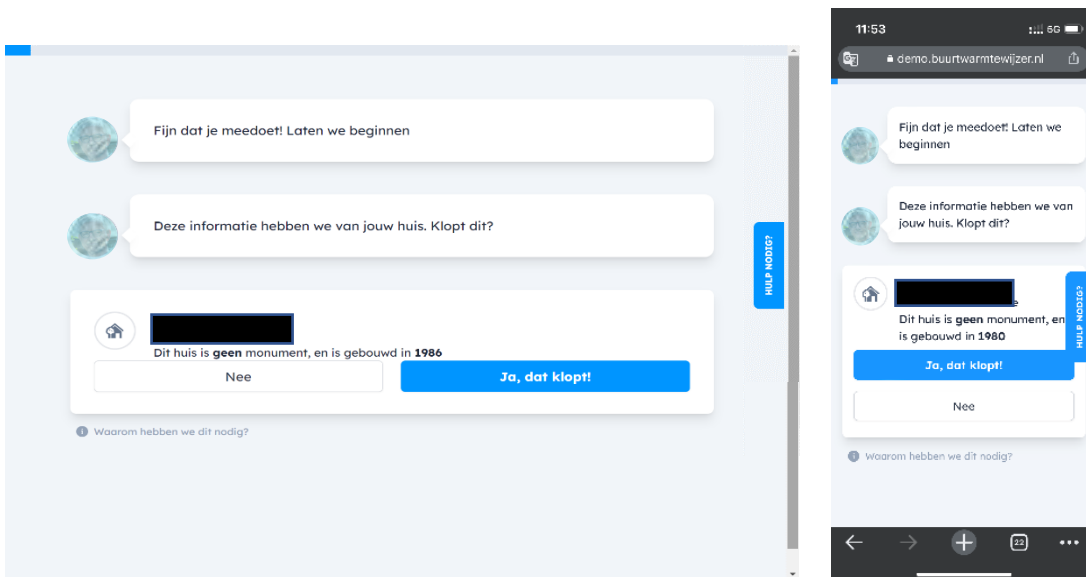 Fijn dat je meedoet! Laten we beginnen
Deze informatie hebben we van jouw huis. Klopt dit?
HULP NODIG?
Dit huis is geen monument, en is gebouwd in 1986
Nee
Ja, dat klopt!
Waarom hebben we dit nodig?
11:53
5G
demo.buurtwarmtewijzer.nl
Fijn dat je meedoet! Laten we
beginnen
Deze informatie hebben we van
jouw huis. Klopt dit?
HULP NODIG?
Dit huis is geen monument, en
is gebouwd in 1980
Ja, dat klopt!
Nee
Waarom hebben we dit nodig?
22